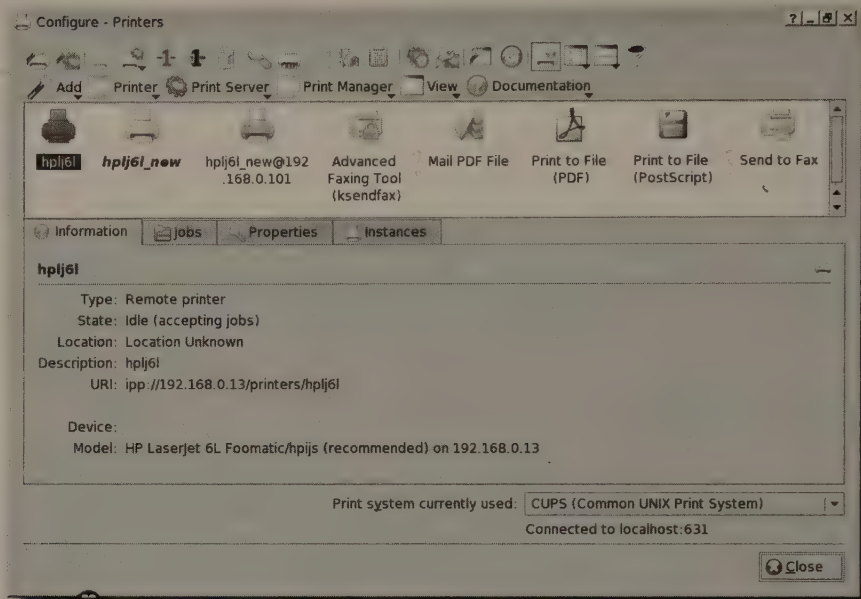 Configure - Printers
Add Printer Print Server Print Manager View Documentation
hplj6l
hplj6l_new
hplj6l_new@192
.168.0.101
Advanced
Faxing Tool
(ksendfax)
Mail PDF File
Print to File
(PDF)
Print to File
(PostScript)
Send to Fax
Information Jobs Properties Instances
hplj6l
Type: Remote printer
State: Idle (accepting jobs)
Location: Location Unknown
Description: hplj6l
URI: ipp://192.168.0.13/printers/hplj6l
Device:
Model: HP LaserJet 6L Foomatic/hpijs (recommended) on 192.168.0.13
Print system currently used: CUPS (Common UNIX Print System)
Connected to localhost:631
Close